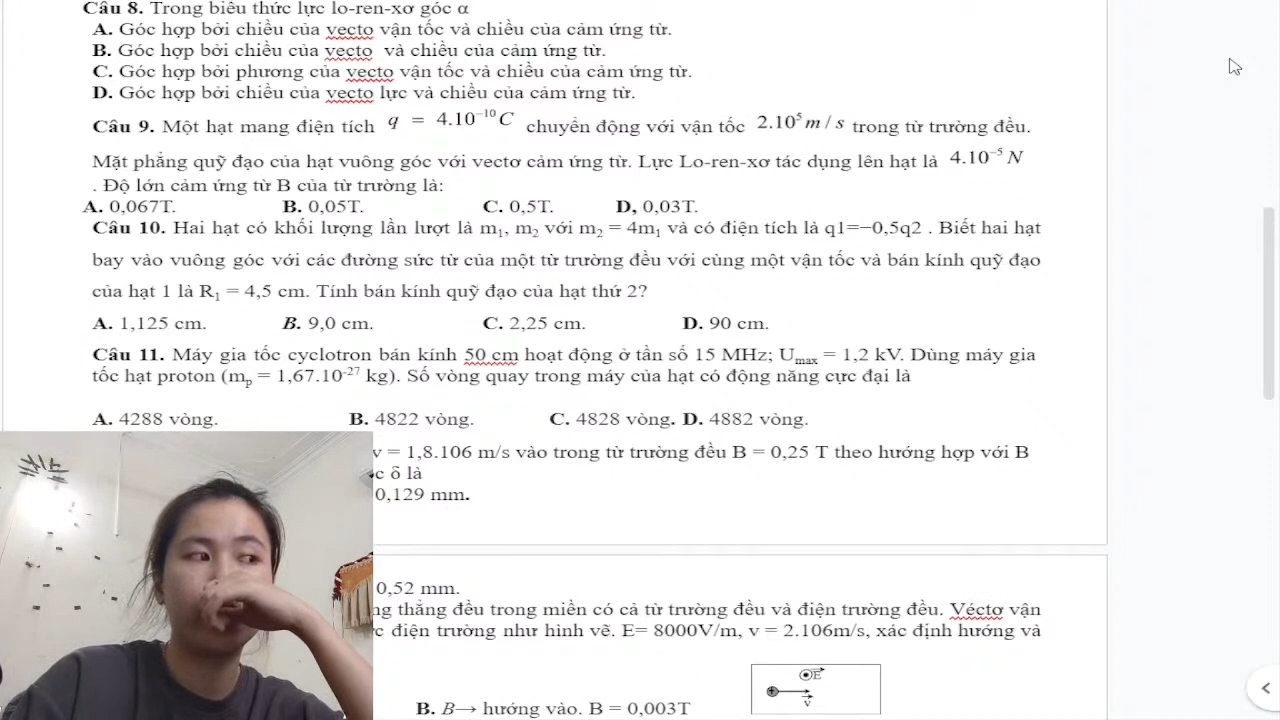 Câu 8. Trong biểu thức lực lo-ren-xơ góc α
A. Góc hợp bởi chiều của vecto vận tốc và chiều của cảm ứng từ.
B. Góc hợp bởi chiều của vecto và chiều của cảm ứng từ.
C. Góc hợp bởi phương của vecto vận tốc và chiều của cảm ứng từ.
D. Góc hợp bởi chiều của vecto lực và chiều của cảm ứng từ.
Câu 9. Một hạt mang điện tích q = 4.10⁻¹⁰ C chuyển động với vận tốc 2.10⁵ m / s trong từ trường đều.
Mặt phẳng quỹ đạo của hạt vuông góc với vectơ cảm ứng từ. Lực Lo-ren-xơ tác dụng lên hạt là 4.10⁻⁵ N
. Độ lớn cảm ứng từ B của từ trường là:
A. 0,067T. B. 0,05T. C. 0,5T. D, 0,03T.
Câu 10. Hai hạt có khối lượng lần lượt là m₁, m₂ với m₂ = 4m₁ và có điện tích là q1=−0,5q2 . Biết hai hạt
bay vào vuông góc với các đường sức từ của một từ trường đều với cùng một vận tốc và bán kính quỹ đạo
của hạt 1 là R₁ = 4,5 cm. Tính bán kính quỹ đạo của hạt thứ 2?
A. 1,125 cm. B. 9,0 cm. C. 2,25 cm. D. 90 cm.
Câu 11. Máy gia tốc cyclotron bán kính 50 cm hoạt động ở tần số 15 MHz; Uₘₐₓ = 1,2 kV. Dùng máy gia
tốc hạt proton (mₚ = 1,67.10⁻²⁷ kg). Số vòng quay trong máy của hạt có động năng cực đại là
A. 4288 vòng. B. 4822 vòng. C. 4828 vòng. D. 4882 vòng.
v = 1,8.106 m/s vào trong từ trường đều B = 0,25 T theo hướng hợp với B
c ố là
0,129 mm.
0,52 mm.
ng thẳng đều trong miền có cả từ trường đều và điện trường đều. Véctơ vận
c điện trường như hình vẽ. E= 8000V/m, v = 2.106m/s, xác định hướng và
E
v
B. B→ hướng vào. B = 0,003T